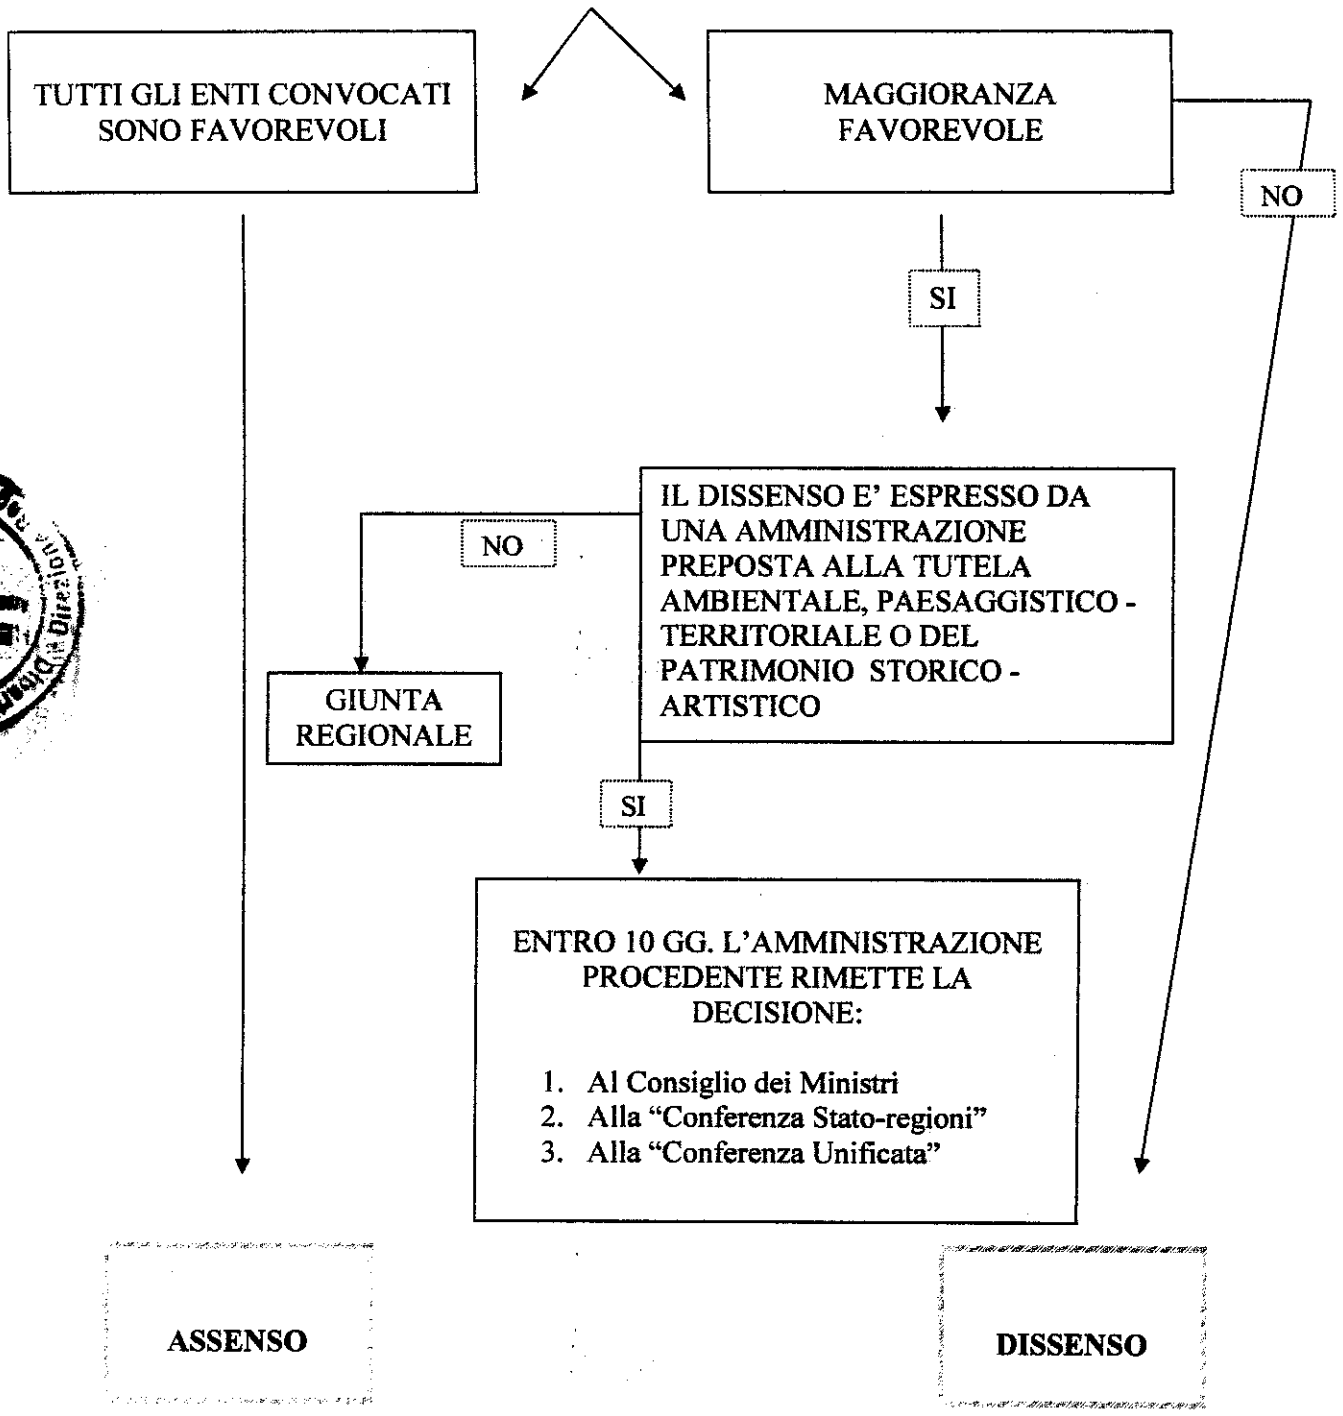 TUTTI GLI ENTI CONVOCATI
SONO FAVOREVOLI
MAGGIORANZA
FAVOREVOLE
NO
SI
IL DISSENSO E' ESPRESSO DA
UNA AMMINISTRAZIONE
PREPOSTA ALLA TUTELA
AMBIENTALE, PAESAGGISTICO -
TERRITORIALE O DEL
PATRIMONIO STORICO -
ARTISTICO
NO
GIUNTA
REGIONALE
SI
ENTRO 10 GG. L'AMMINISTRAZIONE
PROCEDENTE RIMETTE LA
DECISIONE:
1. Al Consiglio dei Ministri
2. Alla “Conferenza Stato-regioni”
3. Alla “Conferenza Unificata”
ASSENSO
DISSENSO
Direzione